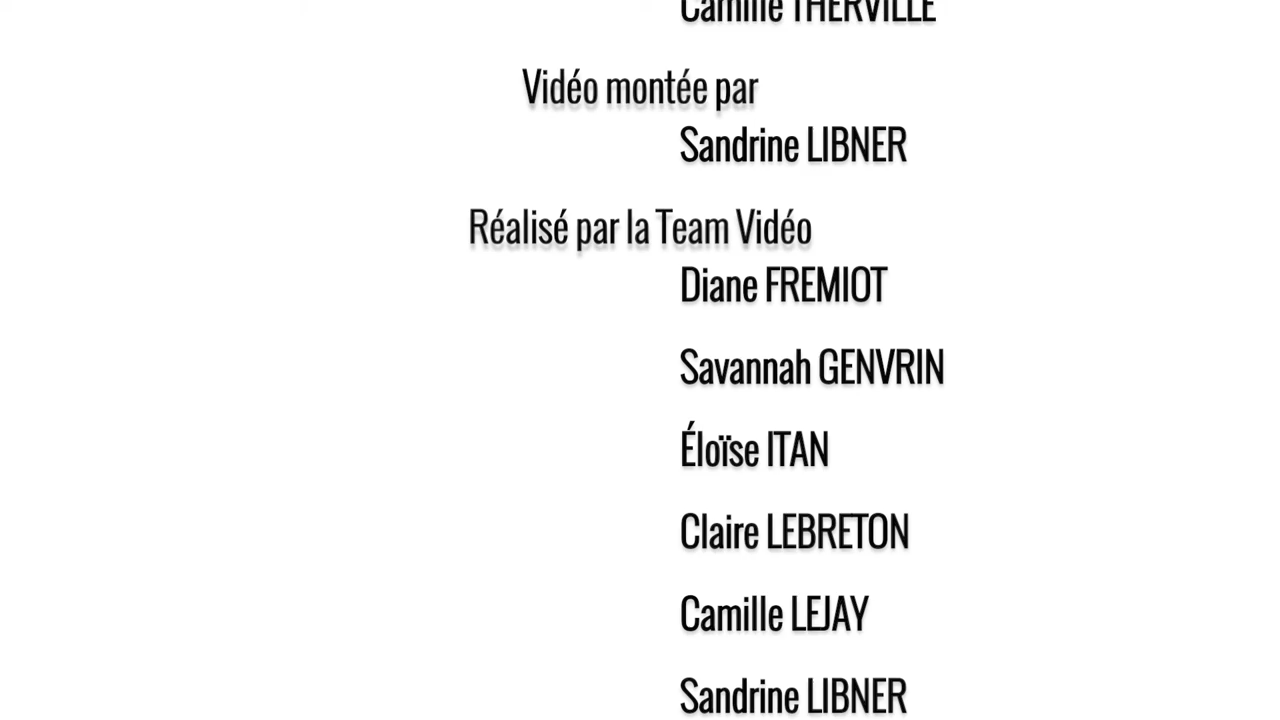 Camille THERVILLE
Vidéo montée par
Sandrine LIBNER
Réalisé par la Team Vidéo
Diane FREMIOT
Savannah GENVRIN
Éloïse ITAN
Claire LEBRETON
Camille LEJAY
Sandrine LIBNER